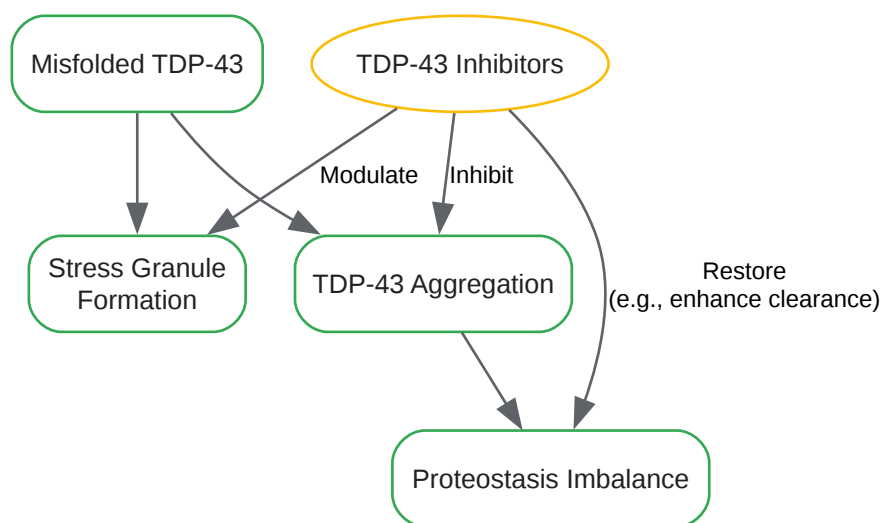 Misfolded TDP-43
TDP-43 Inhibitors
Modulate
Inhibit
Stress Granule
Formation
TDP-43 Aggregation
Restore
(e.g., enhance clearance)
Proteostasis Imbalance